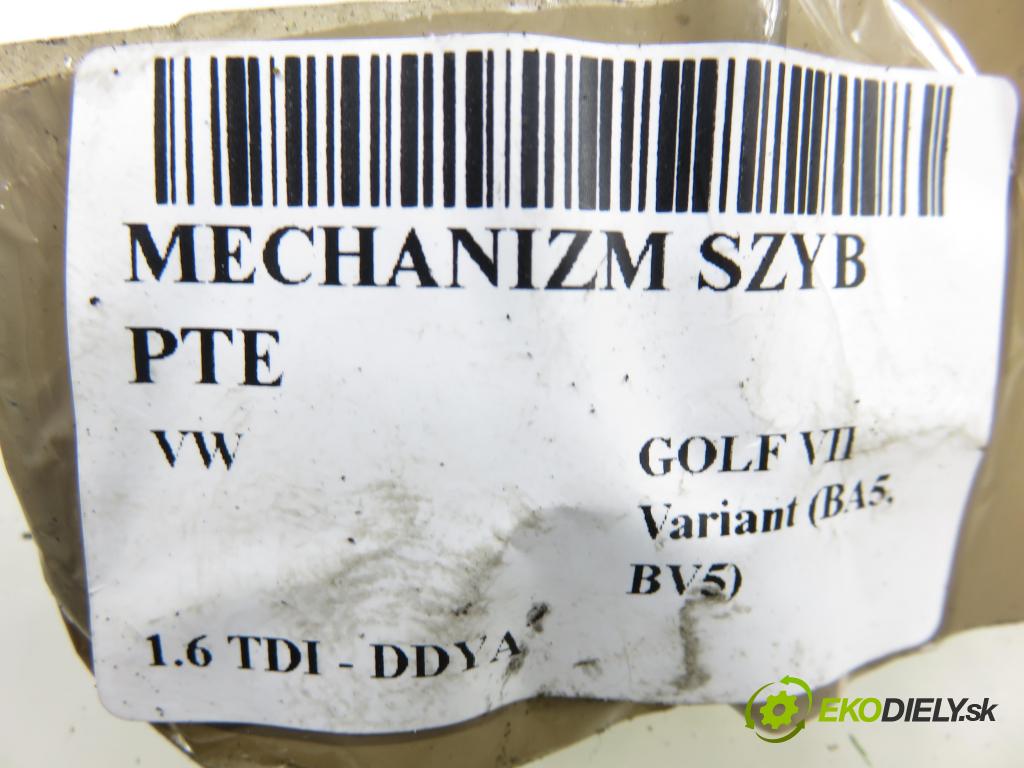 MECHANIZM SZYB
PTE
VW
GOLF VII
Variant (BA5,
BV5)
1.6 TDI - DDYA
EKODIELY.sk